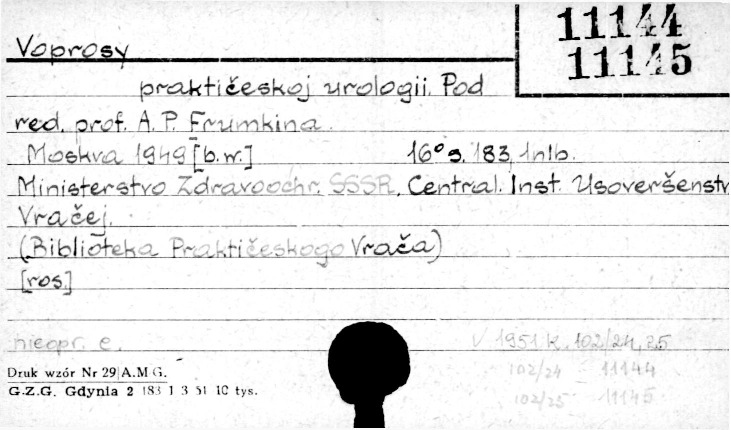 11144
11145
Voprosy
praktičeskoj urologii. Pod
red. prof. A.P. Frumkina.
Moskva 1949 [b.w.] 16° s. 183, 1nlb.
Ministerstvo Zdravoochr. SSSR, Central. Inst. Usoveršenstv
Vračej.
(Biblioteka Praktičeskogo Vrača)
[ros.]
nieopr. e. V 1951 k. 102/24, 25
102/24 – 11144
102/25 – 11145
Druk wzór Nr 29 A.M G.
G.Z.G. Gdynia 2 183 1 3 51 10 tys.